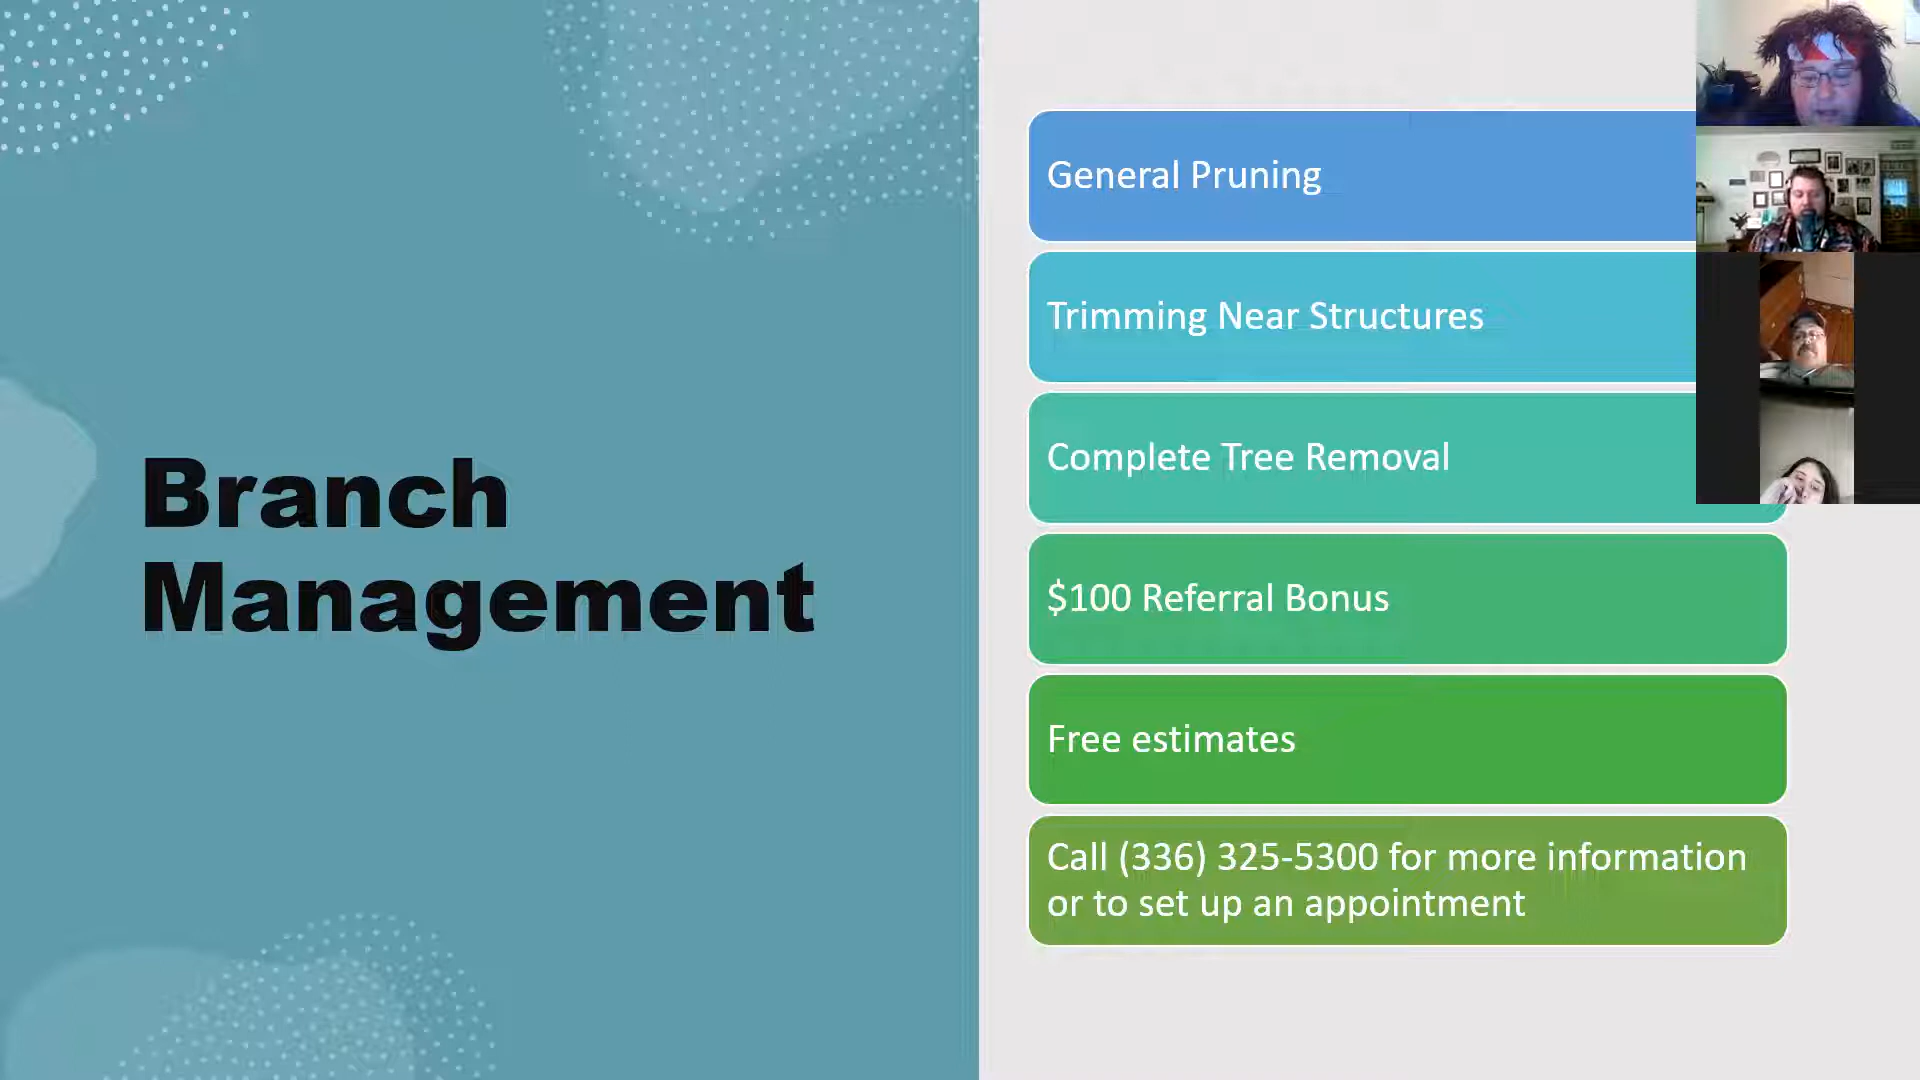 Branch
Management
General Pruning
Trimming Near Structures
Complete Tree Removal
$100 Referral Bonus
Free estimates
Call (336) 325-5300 for more information
or to set up an appointment